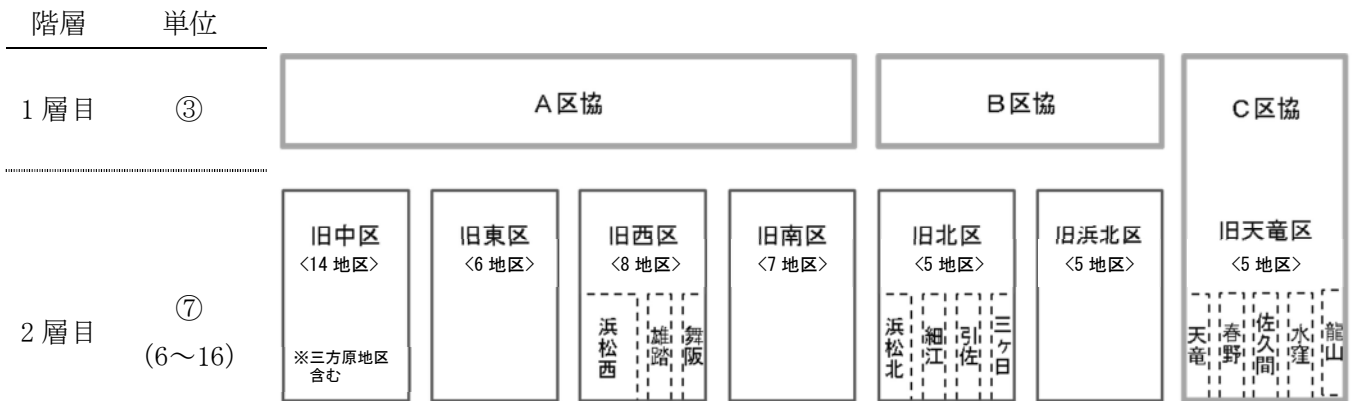 階層 単位
1層目 ③
A区協 B区協 C区協
2層目 ⑦
(6～16)
旧中区
<14地区>
※三方原地区
含む
旧東区
<6地区>
旧西区
<8地区>
浜松西
雄踏
舞阪
旧南区
<7地区>
旧北区
<5地区>
浜松北
細江
引佐
三ヶ日
旧浜北区
<5地区>
旧天竜区
<5地区>
天竜
春野
佐久間
水窪
龍山